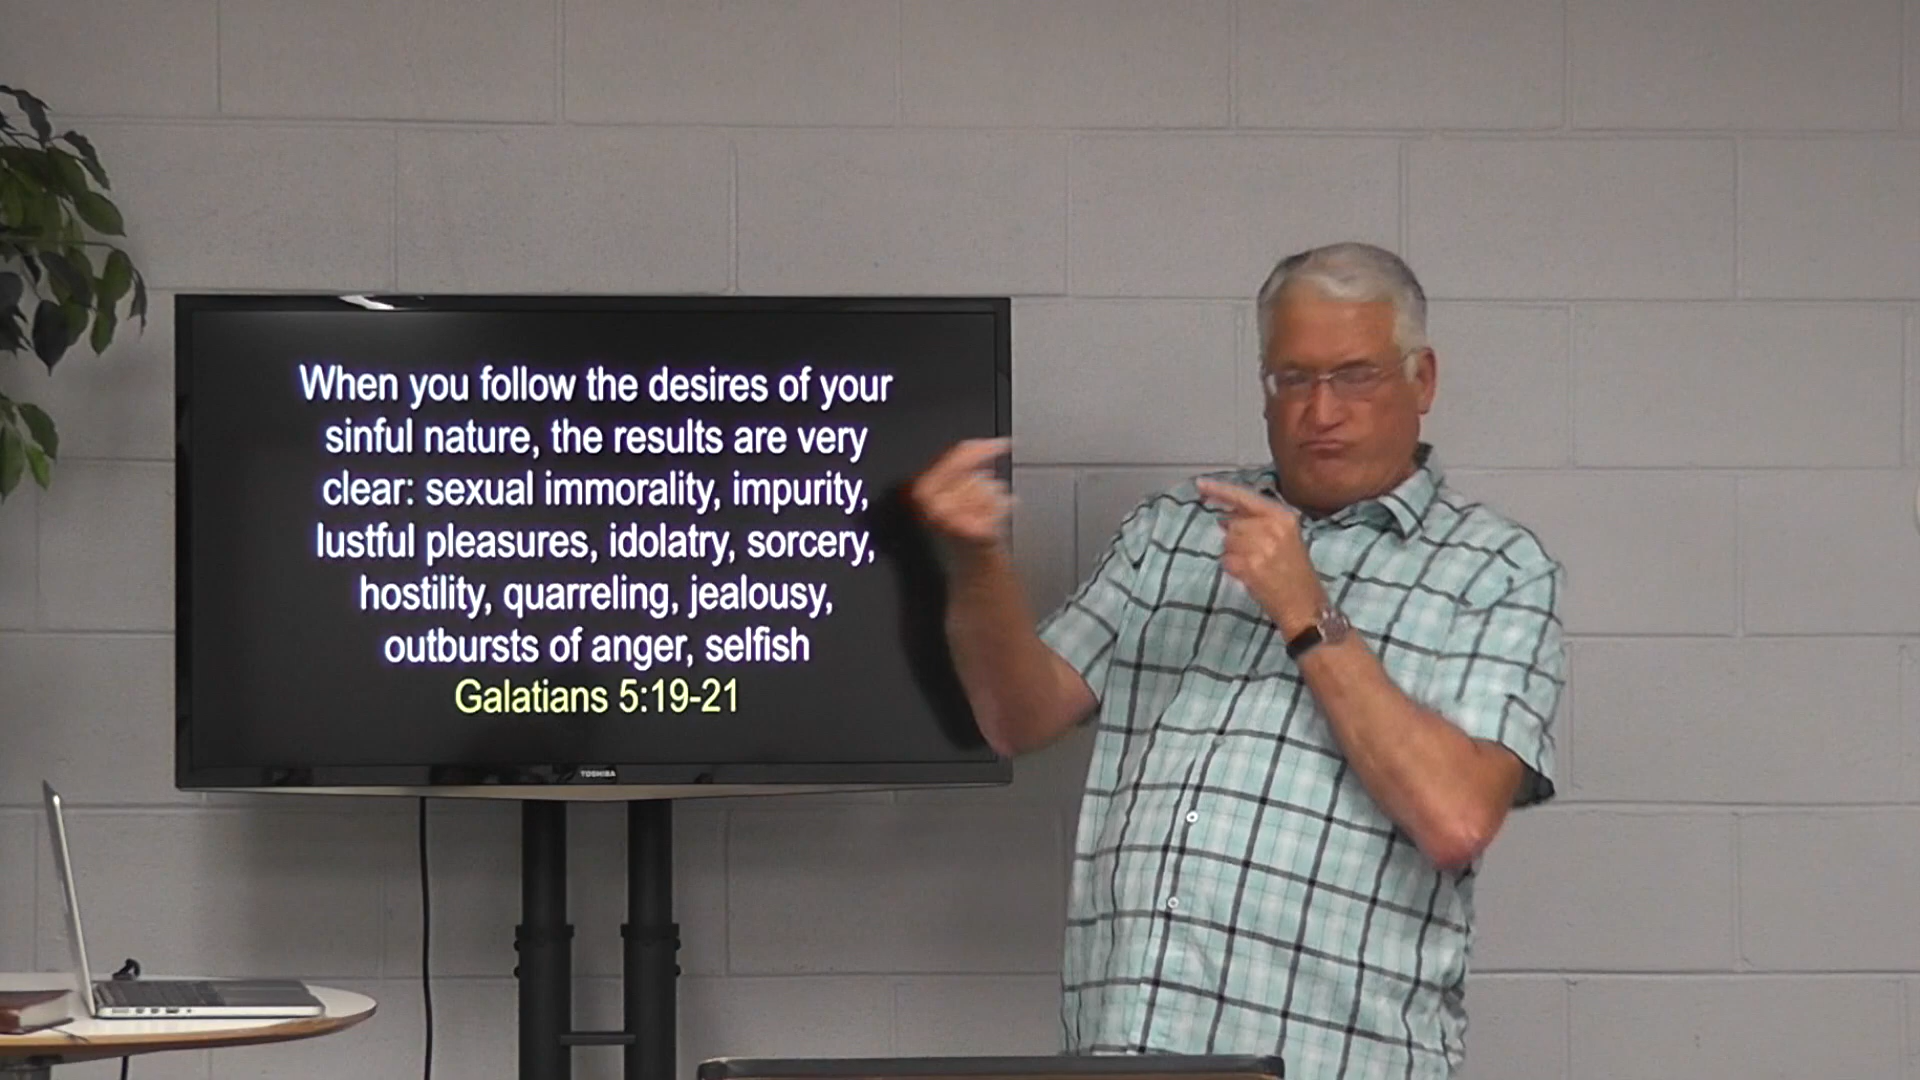 When you follow the desires of your
sinful nature, the results are very
clear: sexual immorality, impurity,
lustful pleasures, idolatry, sorcery,
hostility, quarreling, jealousy,
outbursts of anger, selfish
Galatians 5:19-21
TOSHIBA